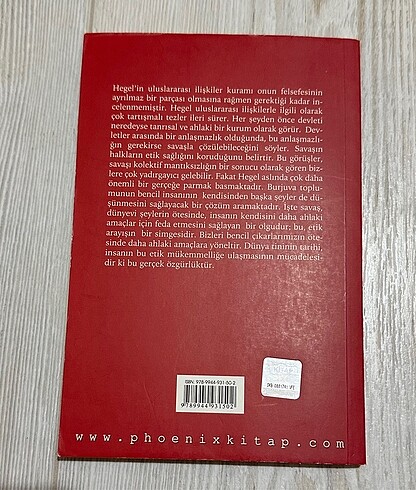 Hegel'in uluslararası ilişkiler kuramı onun felsefesinin
ayrılmaz bir parçası olmasına rağmen gerektiği kadar in-
celenmemiştir. Hegel uluslararası ilişkilerle ilgili olarak
çok tartışmalı tezler ileri sürer. Her şeyden önce devleti
neredeyse tanrısal ve ahlaki bir kurum olarak görür. Dev-
letler arasında bir anlaşmazlık olduğunda, bu anlaşmazlı-
ğın gerekirse savaşla çözülebileceğini söyler. Savaşın
halkların etik sağlığını koruduğunu belirtir. Bu görüşler,
savaşı kolektif mantıksızlığın bir sonucu olarak gören biz-
lere çok yadırgayıcı gelebilir. Fakat Hegel aslında çok daha
önemli bir gerçeğe parmak basmaktadır. Burjuva toplu-
munun bencil insanının kendisinden başka şeyler de dü-
şünmesini sağlayacak bir çözüm aramaktadır. İşte savaş,
dünyevi şeylerin ötesinde, insanın kendisini daha ahlaki
amaçlar için feda etmesini sağlayan bir olgudur; bu, etik
arayışın bir simgesidir. Bizleri bencil çıkarlarımızın öte-
sinde daha ahlaki amaçlara yöneltir. Dünya tininin tarihi,
insanın bu etik mükemmelliğe ulaşmasının mücadelesi-
dir ki bu gerçek özgürlüktür.
ISBN: 978-9944-931-50-2
9 789944 931502
www.phoenixkitap.com